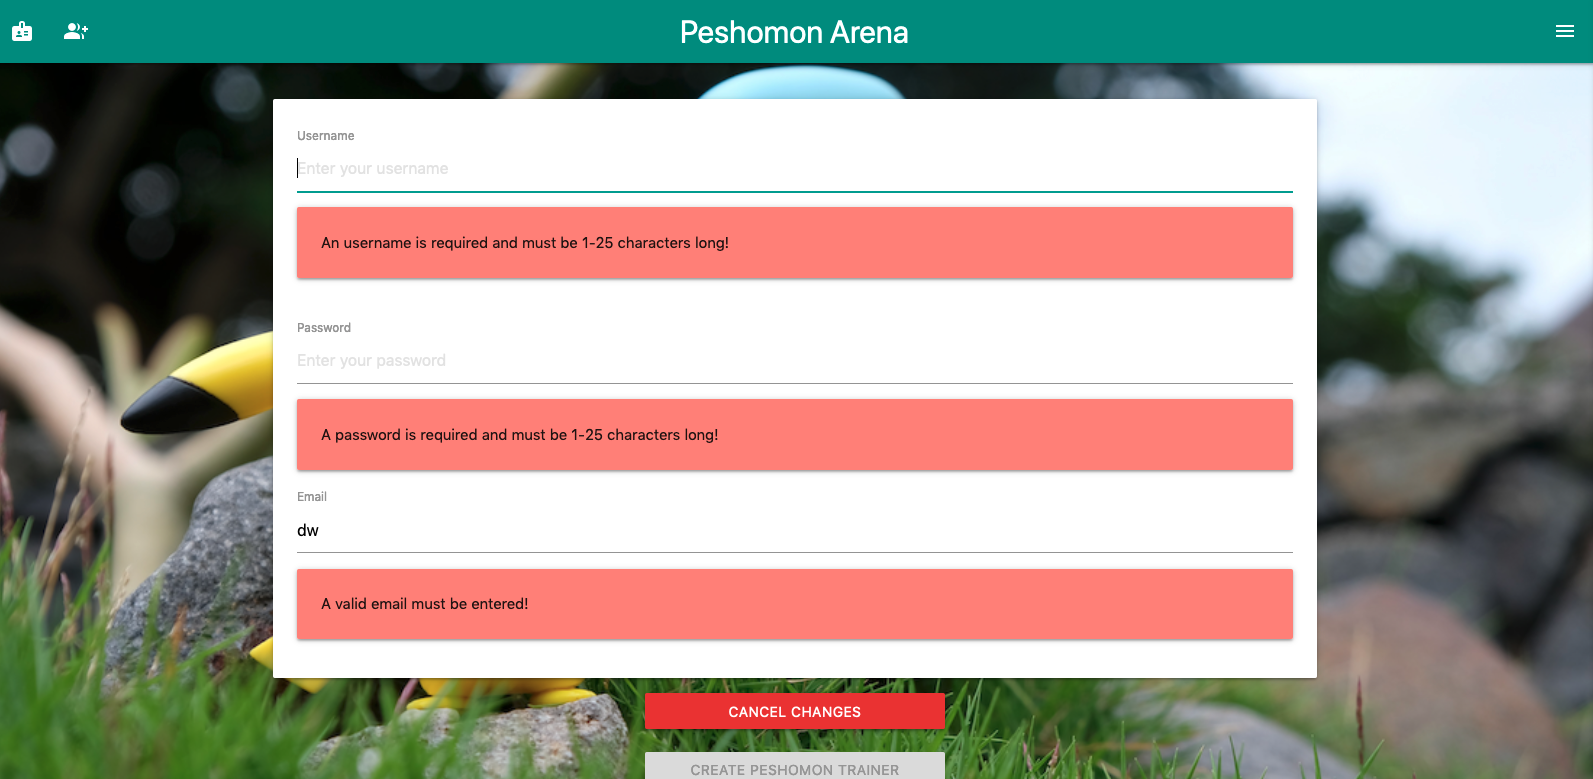 Peshomon Arena
Username
Enter your username
An username is required and must be 1-25 characters long!
Password
Enter your password
A password is required and must be 1-25 characters long!
Email
dw
A valid email must be entered!
CANCEL CHANGES
CREATE PESHOMON TRAINER